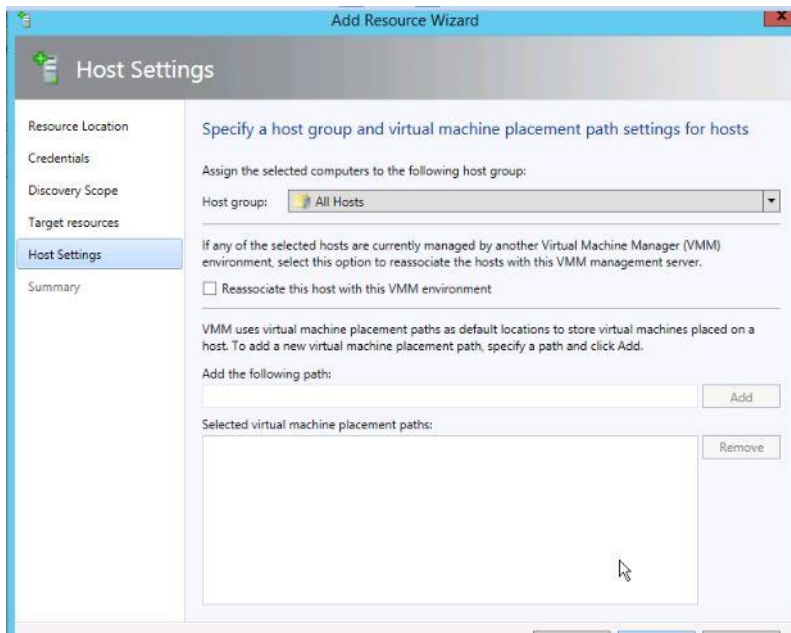 Add Resource Wizard
Host Settings
Resource Location
Credentials
Discovery Scope
Target resources
Host Settings
Summary
Specify a host group and virtual machine placement path settings for hosts
Assign the selected computers to the following host group:
Host group: All Hosts
If any of the selected hosts are currently managed by another Virtual Machine Manager (VMM)
environment, select this option to reassociate the hosts with this VMM management server.
Reassociate this host with this VMM environment
VMM uses virtual machine placement paths as default locations to store virtual machines placed on a
host. To add a new virtual machine placement path, specify a path and click Add.
Add the following path:
Add
Selected virtual machine placement paths:
Remove